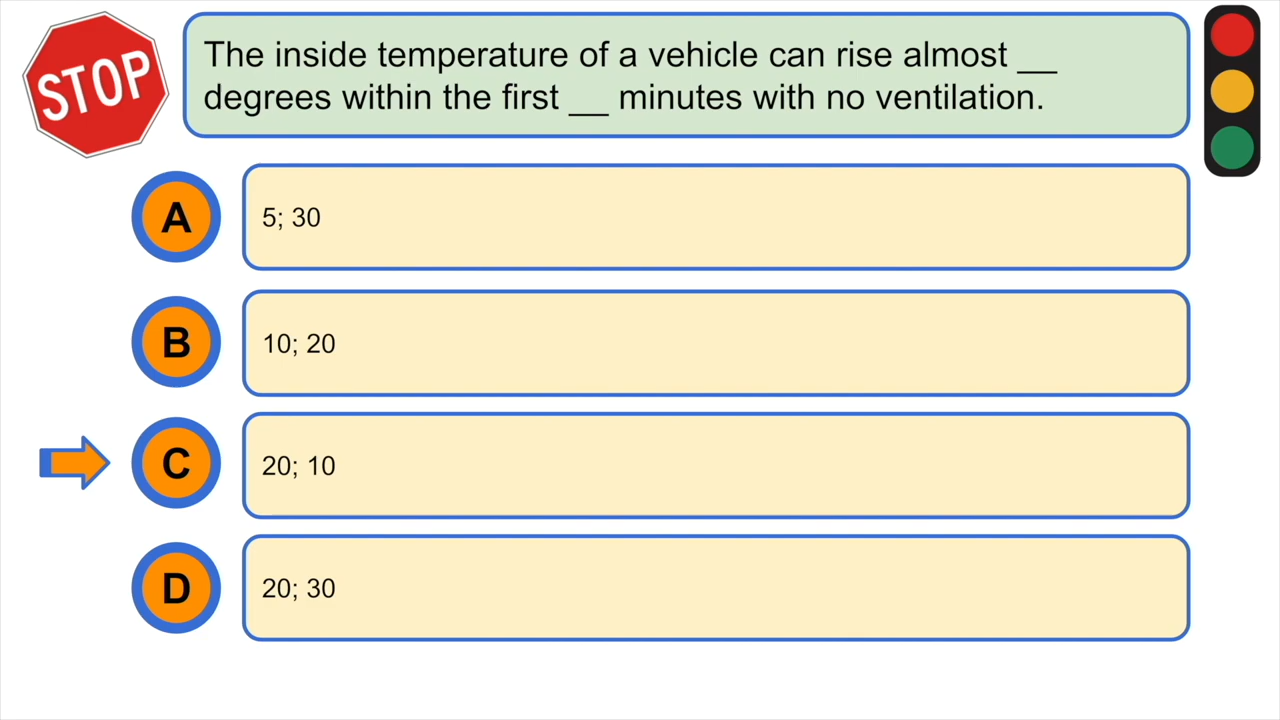 STOP
The inside temperature of a vehicle can rise almost __
degrees within the first __ minutes with no ventilation.
A
5; 30
B
10; 20
C
20; 10
D
20; 30